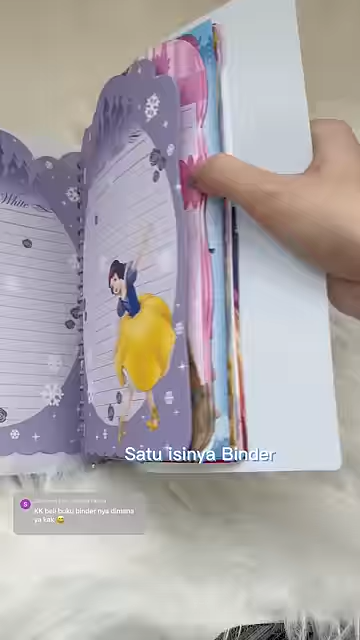 White
Satu isinya Binder
KK beli buku binder nya dimana
ya kak 😅